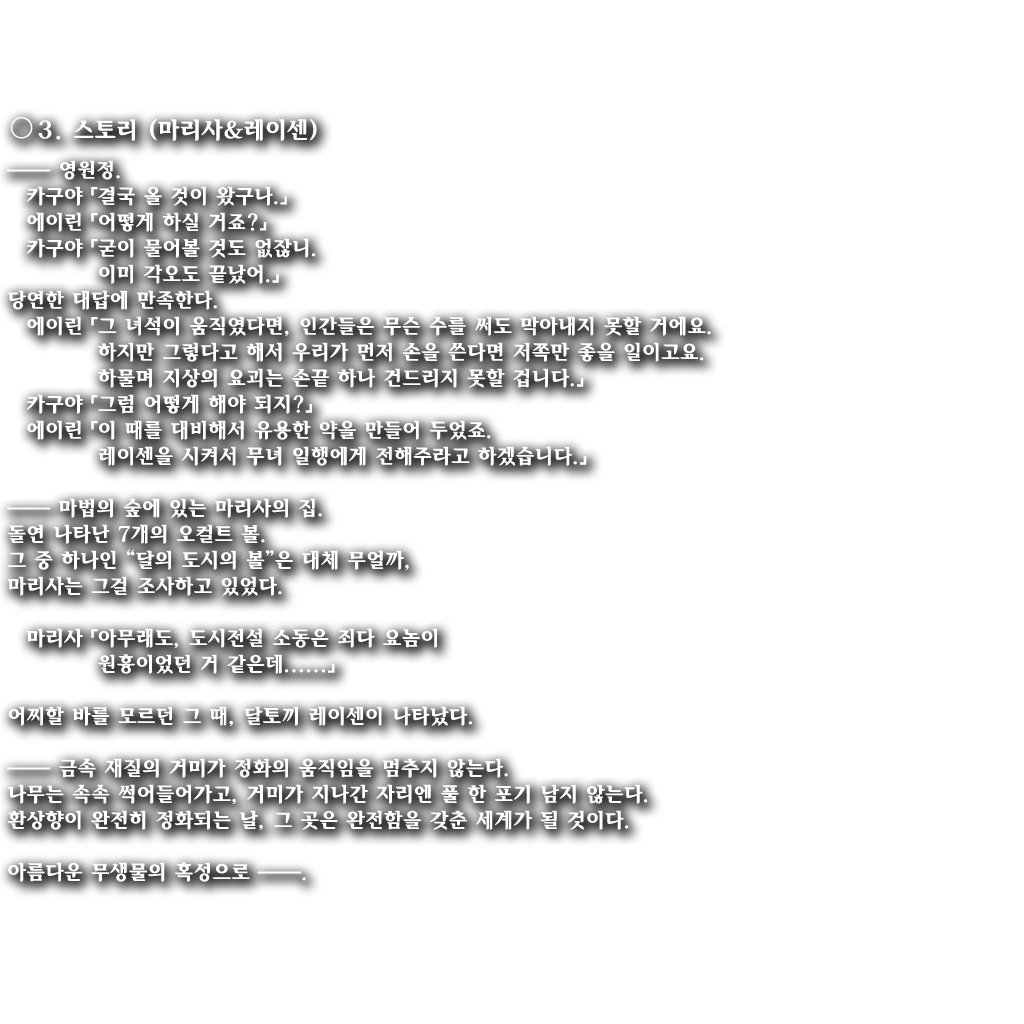 ○3. 스토리 (마리사&레이센)
―― 영원정.
카구야「결국 올 것이 왔구나.」
에이린「어떻게 하실 거죠?」
카구야「굳이 물어볼 것도 없잖니.
이미 각오도 끝났어.」
당연한 대답에 만족한다.
에이린「그 녀석이 움직였다면, 인간들은 무슨 수를 써도 막아내지 못할 거에요.
하지만 그렇다고 해서 우리가 먼저 손을 쓴다면 저쪽만 좋을 일이고요.
하물며 지상의 요괴는 손끝 하나 건드리지 못할 겁니다.」
카구야「그럼 어떻게 해야 되지?」
에이린「이 때를 대비해서 유용한 약을 만들어 두었죠.
레이센을 시켜서 무녀 일행에게 전해주라고 하겠습니다.」
―― 마법의 숲에 있는 마리사의 집.
돌연 나타난 7개의 오컬트 볼.
그 중 하나인 “달의 도시의 볼”은 대체 무얼까,
마리사는 그걸 조사하고 있었다.
마리사「아무래도, 도시전설 소동은 죄다 요놈이
원흉이었던 거 같은데……」
어찌할 바를 모르던 그 때, 달토끼 레이센이 나타났다.
―― 금속 재질의 거미가 정화의 움직임을 멈추지 않는다.
나무는 속속 썩어들어가고, 거미가 지나간 자리엔 풀 한 포기 남지 않는다.
환상향이 완전히 정화되는 날, 그 곳은 완전함을 갖춘 세계가 될 것이다.
아름다운 무생물의 혹성으로 ――.